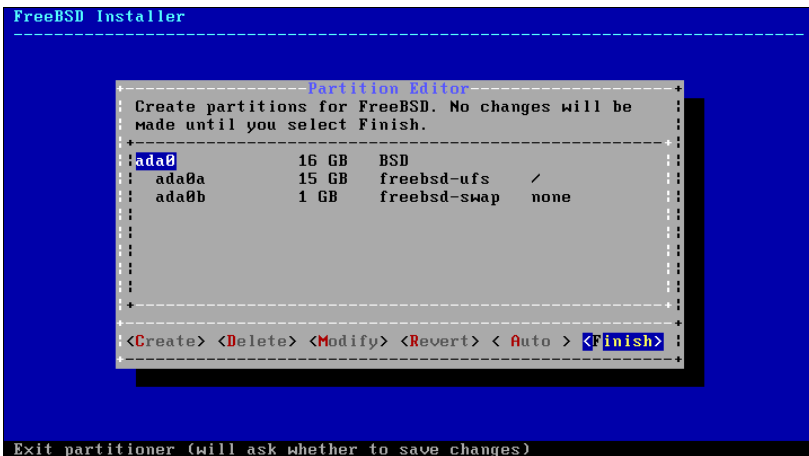 FreeBSD Installer
Partition Editor
Create partitions for FreeBSD. No changes will be
made until you select Finish.
ada0 16 GB BSD
ada0a 15 GB freebsd-ufs /
ada0b 1 GB freebsd-swap none
<Create> <Delete> <Modify> <Revert> < Auto > <Finish>
Exit partitioner (will ask whether to save changes)